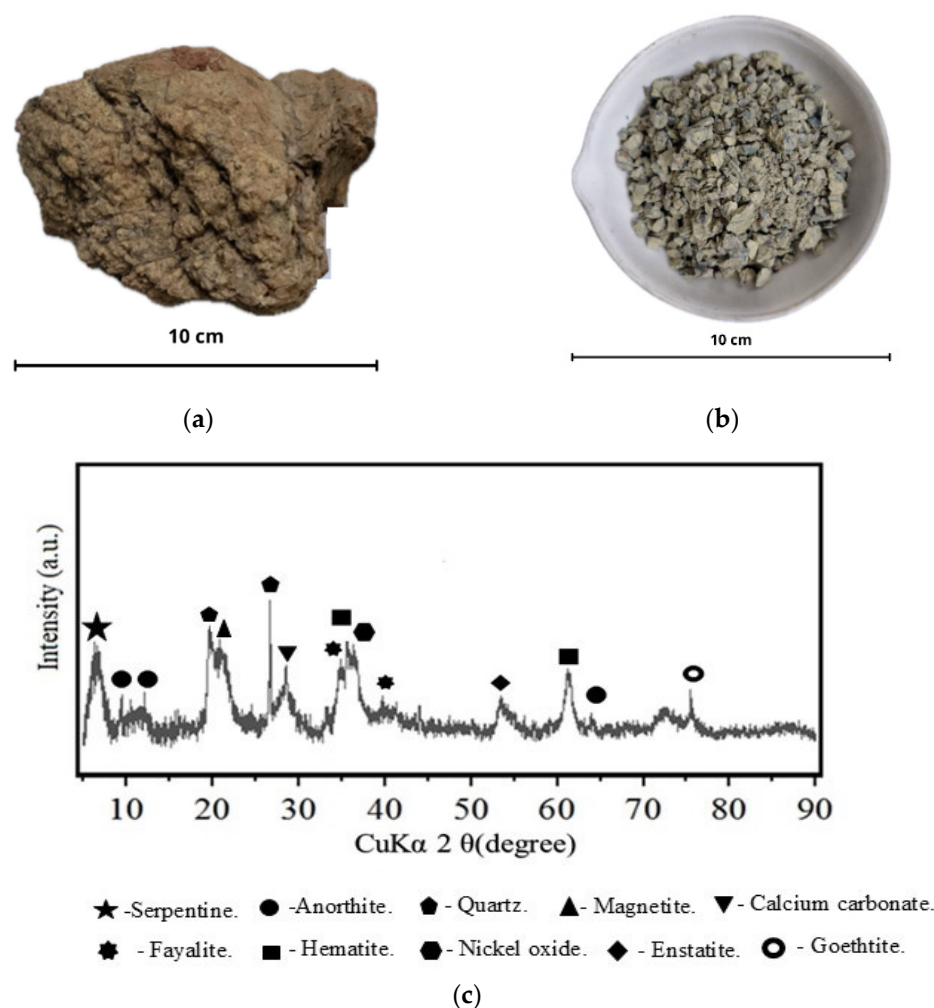 10 cm
10 cm
(a)
(b)
Intensity (a.u.)
10 20 30 40 50 60 70 80 90
CuKα 2 θ(degree)
-Serpentine. -Anorthite. - Quartz. - Magnetite. - Calcium carbonate.
- Fayalite. - Hematite. - Nickel oxide. - Enstatite. - Goethtite.
(c)